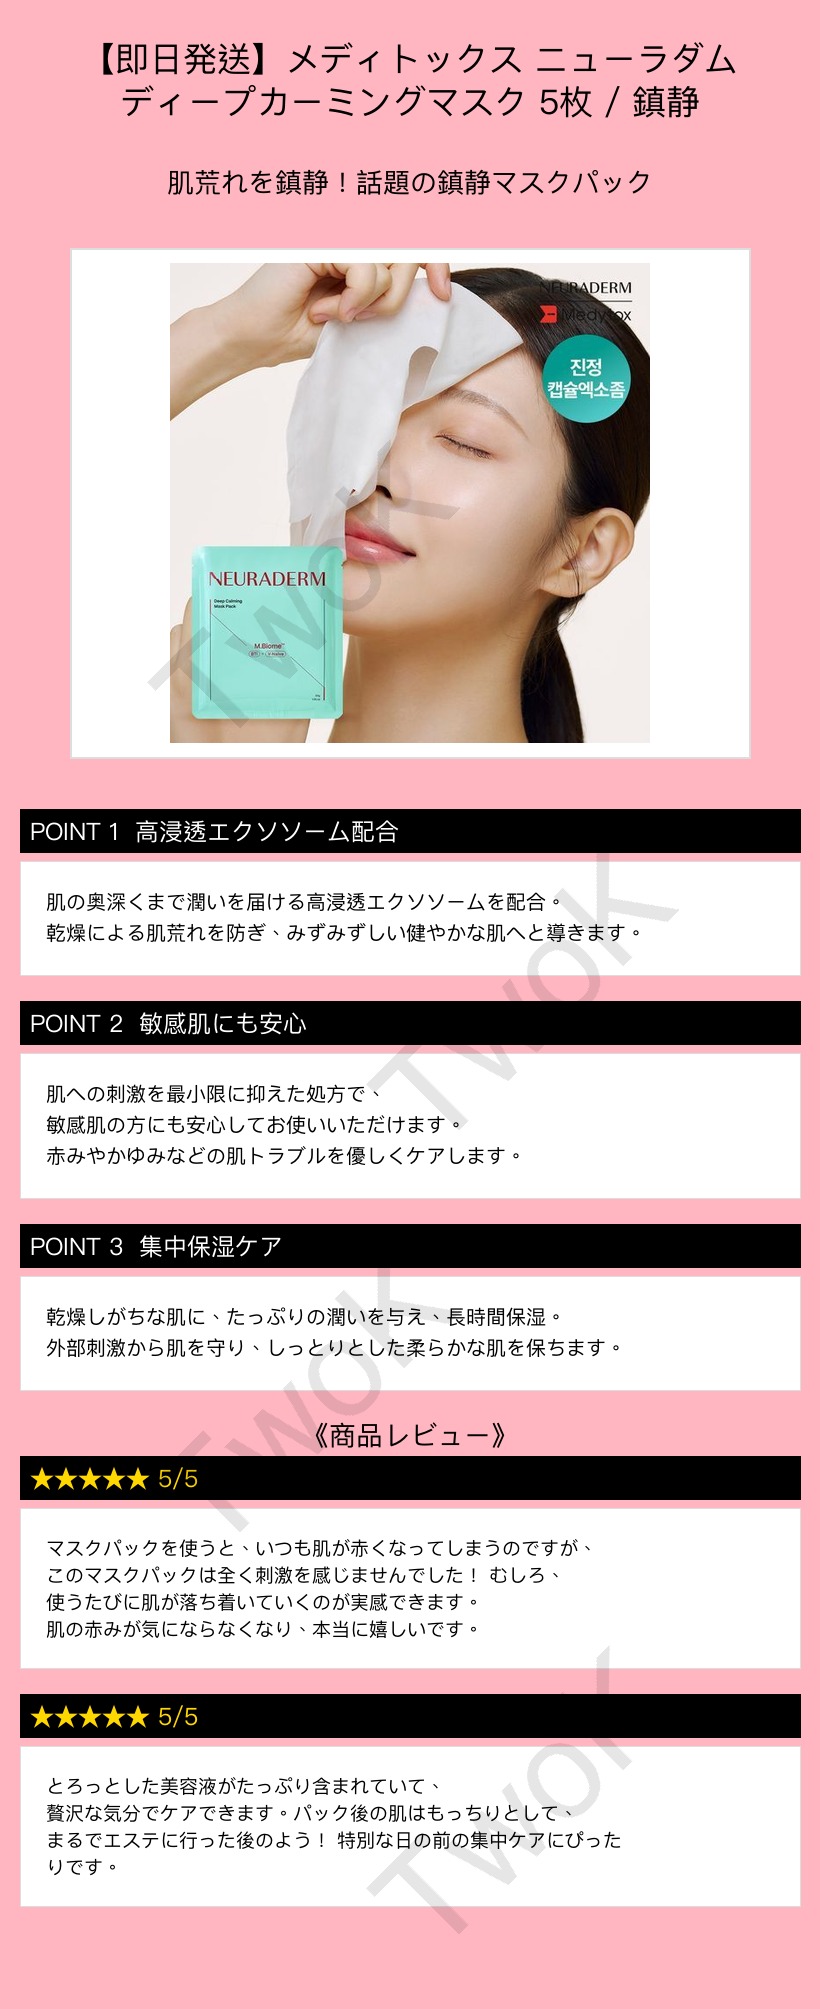 【即日発送】メディトックス ニューラダム
ディープカーミングマスク 5枚 / 鎮静
肌荒れを鎮静！話題の鎮静マスクパック
NEURADERM
Medytox
진정
캡슐엑소좀
NEURADERM
Deep Calming
Mask Pack
M.Biome™
POINT 1 高浸透エクソソーム配合
肌の奥深くまで潤いを届ける高浸透エクソソームを配合。
乾燥による肌荒れを防ぎ、みずみずしい健やかな肌へと導きます。
POINT 2 敏感肌にも安心
肌への刺激を最小限に抑えた処方で、
敏感肌の方にも安心してお使いいただけます。
赤みやかゆみなどの肌トラブルを優しくケアします。
POINT 3 集中保湿ケア
乾燥しがちな肌に、たっぷりの潤いを与え、長時間保湿。
外部刺激から肌を守り、しっとりとした柔らかな肌を保ちます。
《商品レビュー》
★★★★★ 5/5
マスクパックを使うと、いつも肌が赤くなってしまうのですが、
このマスクパックは全く刺激を感じませんでした！ むしろ、
使うたびに肌が落ち着いていくのが実感できます。
肌の赤みが気にならなくなり、本当に嬉しいです。
★★★★★ 5/5
とろっとした美容液がたっぷり含まれていて、
贅沢な気分でケアできます。パック後の肌はもっちりとして、
まるでエステに行った後のよう！ 特別な日の前の集中ケアにぴった
りです。
TwoK
TwoK
TwoK
TwoK